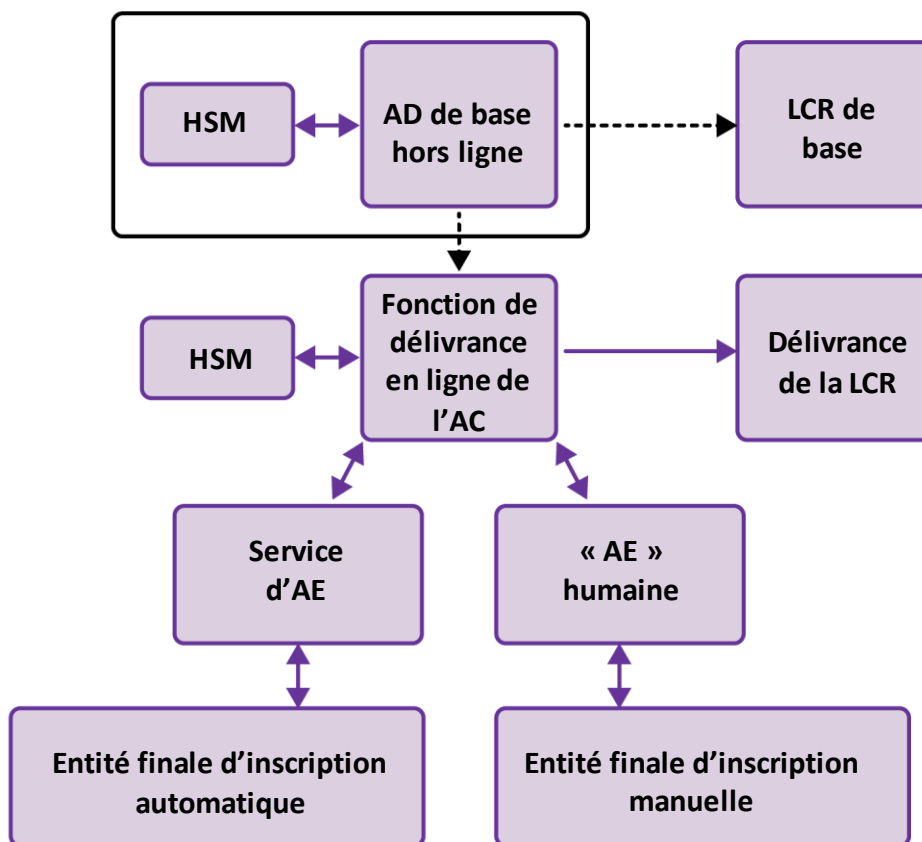 HSM
AD de base
hors ligne
LCR de
base
HSM
Fonction de
délivrance
en ligne de
l’AC
Délivrance
de la LCR
Service
d’AE
« AE »
humaine
Entité finale d’inscription
automatique
Entité finale d’inscription
manuelle